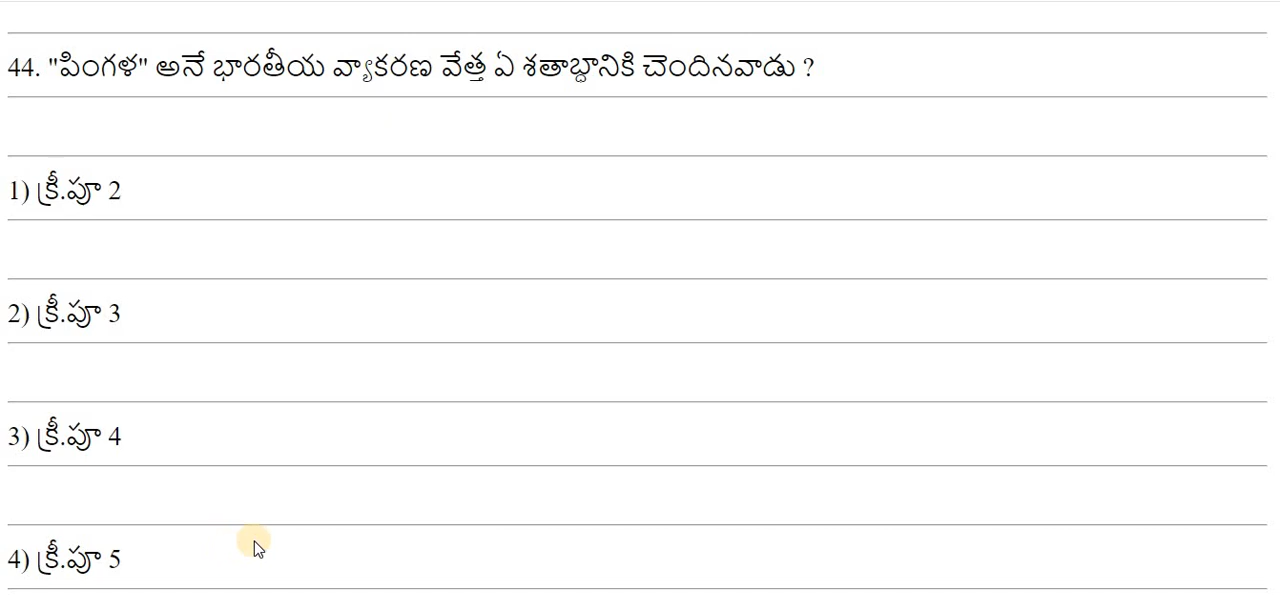 44. "పింగళ" అనే భారతీయ వ్యాకరణ వేత్త ఏ శతాబ్ధానికి చెందినవాడు ?
1) క్రీ.పూ 2
2) క్రీ.పూ 3
3) క్రీ.పూ 4
4) క్రీ.పూ 5